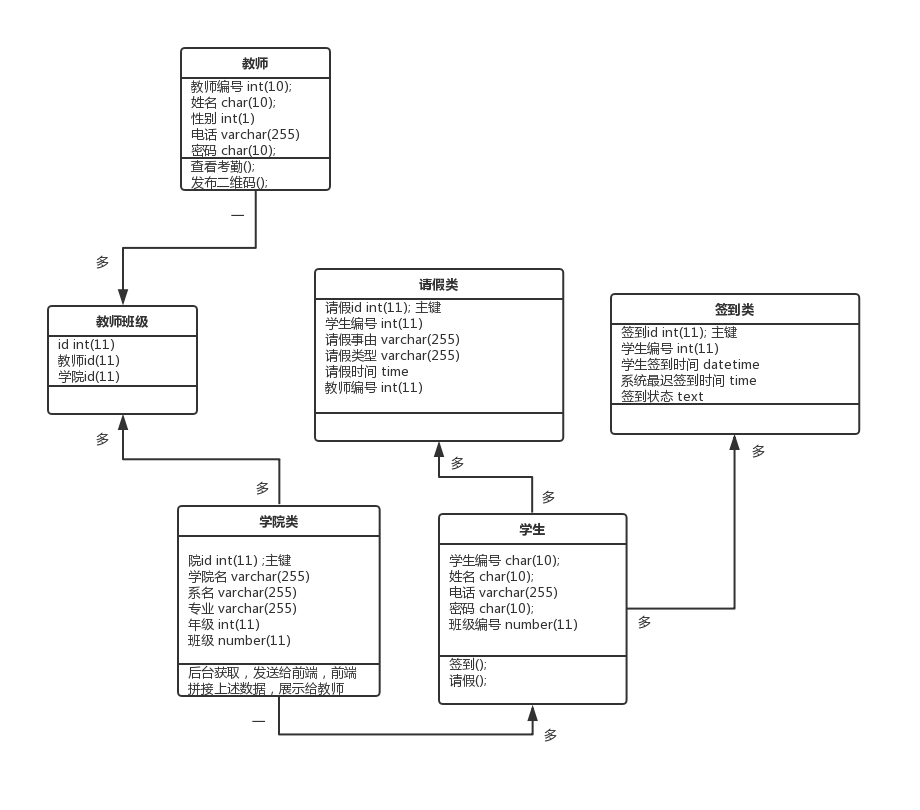 教师
教师编号 int(10);
姓名 char(10);
性别 int(1)
电话 varchar(255)
密码 char(10);
查看考勤();
发布二维码();
一
多
教师班级
id int(11)
教师id(11)
学院id(11)
请假类
请假id int(11); 主键
学生编号 int(11)
请假事由 varchar(255)
请假类型 varchar(255)
请假时间 time
教师编号 int(11)
签到类
签到id int(11); 主键
学生编号 int(11)
学生签到时间 datetime
系统最迟签到时间 time
签到状态 text
多
多
多
多
多
多
学院类
院id int(11) ;主键
学院名 varchar(255)
系名 varchar(255)
专业 varchar(255)
年级 int(11)
班级 number(11)
后台获取，发送给前端，前端
拼接上述数据，展示给教师
学生
学生编号 char(10);
姓名 char(10);
电话 varchar(255)
密码 char(10);
班级编号 number(11)
签到();
请假();
一
多